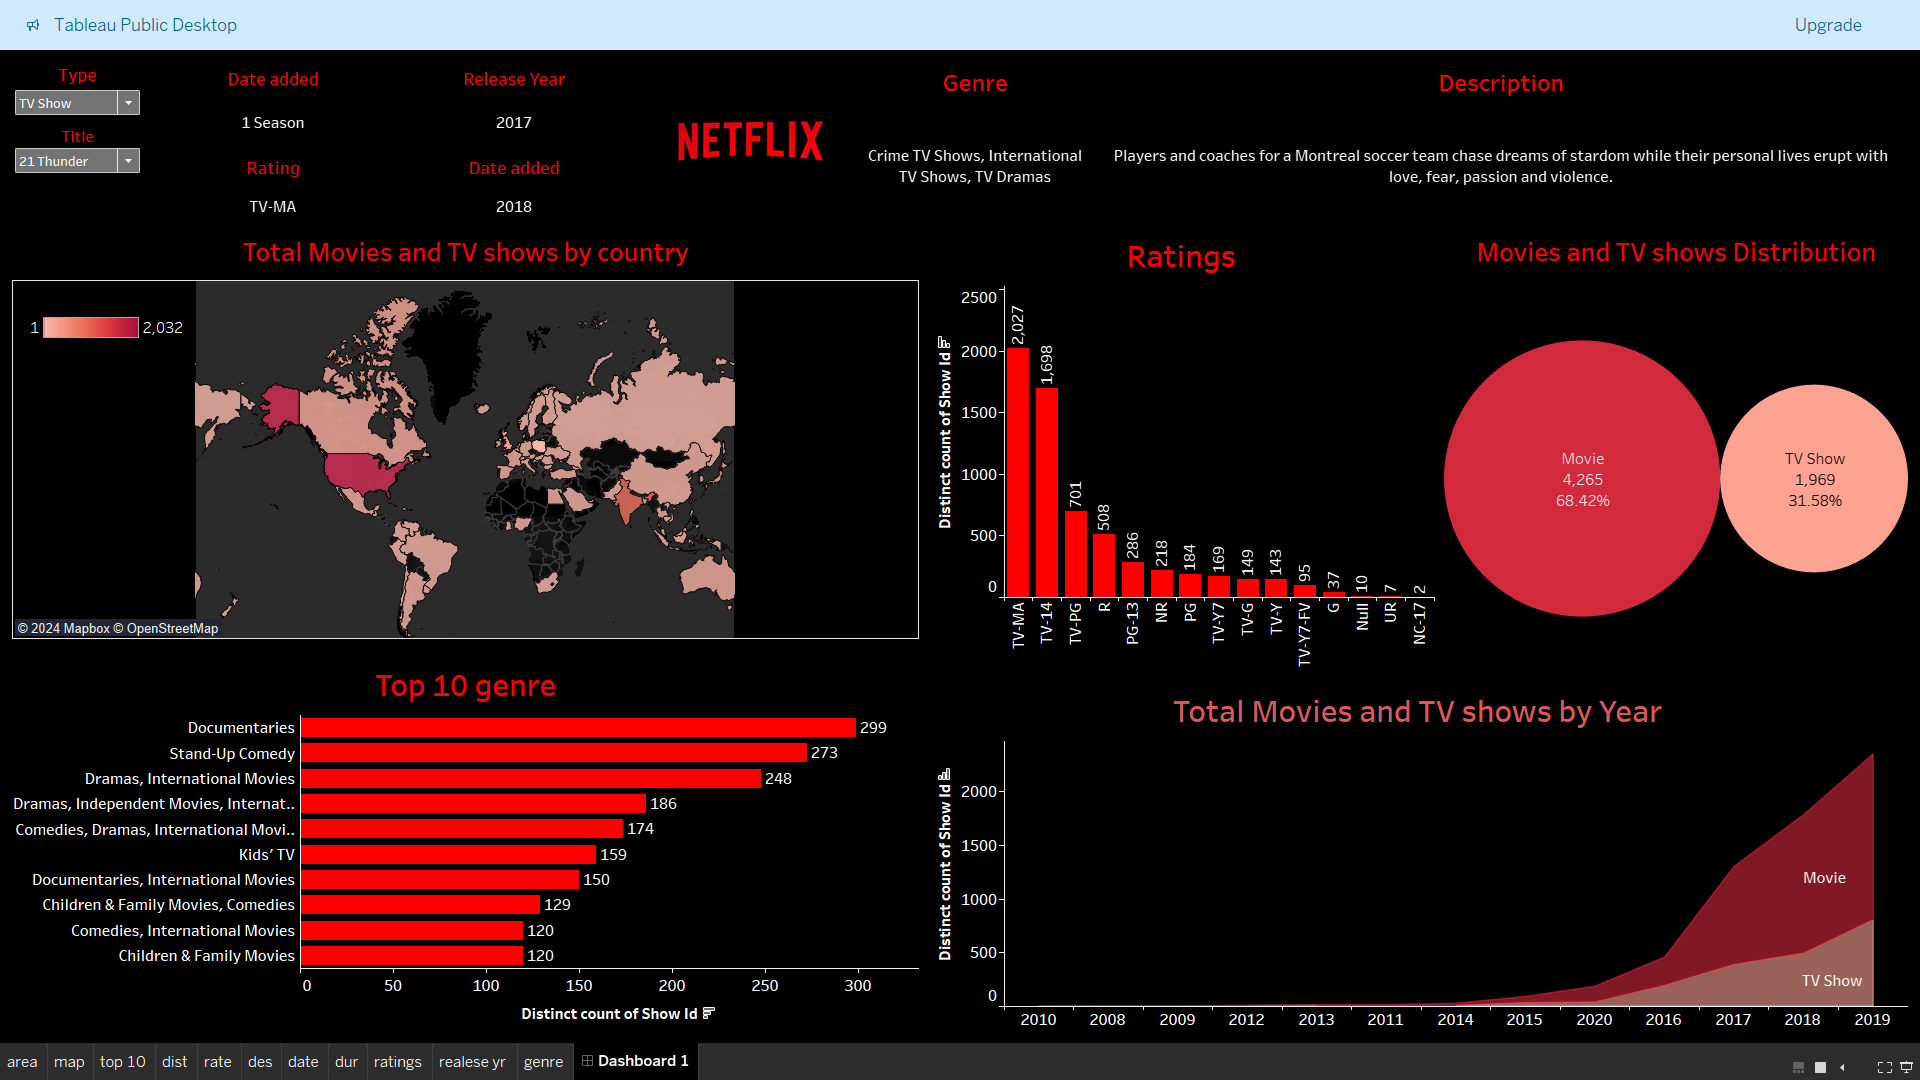 Tableau Public Desktop
Upgrade
Type
TV Show
Title
21 Thunder
Date added
1 Season
Rating
TV-MA
Release Year
2017
Date added
2018
NETFLIX
Genre
Crime TV Shows, International
TV Shows, TV Dramas
Description
Players and coaches for a Montreal soccer team chase dreams of stardom while their personal lives erupt with
love, fear, passion and violence.
Total Movies and TV shows by country
1
2,032
© 2024 Mapbox © OpenStreetMap
Ratings
Distinct count of Show Id
2500
2000
1500
1000
500
0
2,027
1,698
701
508
286
218
184
169
149
143
95
37
10
7
2
TV-MA
TV-14
TV-PG
R
PG-13
NR
PG
TV-Y7
TV-G
TV-Y
TV-Y7-FV
G
Null
UR
NC-17
Movies and TV shows Distribution
Movie
4,265
68.42%
TV Show
1,969
31.58%
Top 10 genre
Documentaries 299
Stand-Up Comedy 273
Dramas, International Movies 248
Dramas, Independent Movies, Internat.. 186
Comedies, Dramas, International Movi.. 174
Kids’ TV 159
Documentaries, International Movies 150
Children & Family Movies, Comedies 129
Comedies, International Movies 120
Children & Family Movies 120
0 50 100 150 200 250 300
Distinct count of Show Id
Total Movies and TV shows by Year
Distinct count of Show Id
2000
1500
1000
500
0
Movie
TV Show
2010 2008 2009 2012 2013 2011 2014 2015 2020 2016 2017 2018 2019
area map top 10 dist rate des date dur ratings realese yr genre Dashboard 1